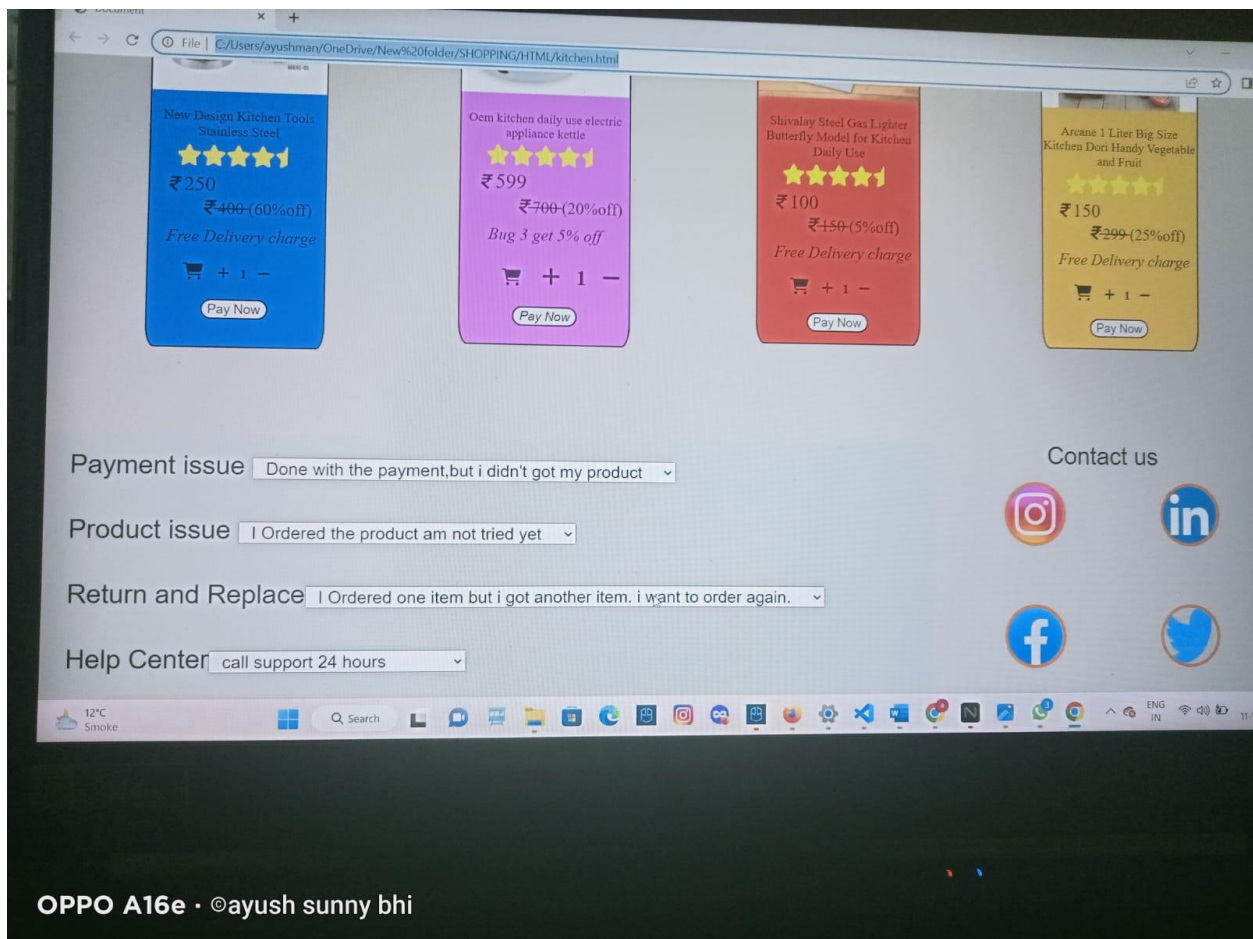 Document
File | C:/Users/ayushman/OneDrive/New%20folder/SHOPPING/HTML/kitchen.html
New Design Kitchen Tools
Stainless Steel
₹250
₹400 (60%off)
Free Delivery charge
+ 1 −
Pay Now
Oem kitchen daily use electric
appliance kettle
₹599
₹700 (20%off)
Bug 3 get 5% off
+ 1 −
Pay Now
Shivalay Steel Gas Lighter
Butterfly Model for Kitchen
Daily Use
₹100
₹150 (5%off)
Free Delivery charge
+ 1 −
Pay Now
Arcane 1 Liter Big Size
Kitchen Dori Handy Vegetable
and Fruit
₹150
₹299 (25%off)
Free Delivery charge
+ 1 −
Pay Now
Payment issue Done with the payment,but i didn't got my product
Product issue I Ordered the product am not tried yet
Return and Replace I Ordered one item but i got another item. i want to order again.
Help Center call support 24 hours
Contact us
12°C
Smoke
Search
ENG
IN
OPPO A16e · ©ayush sunny bhi